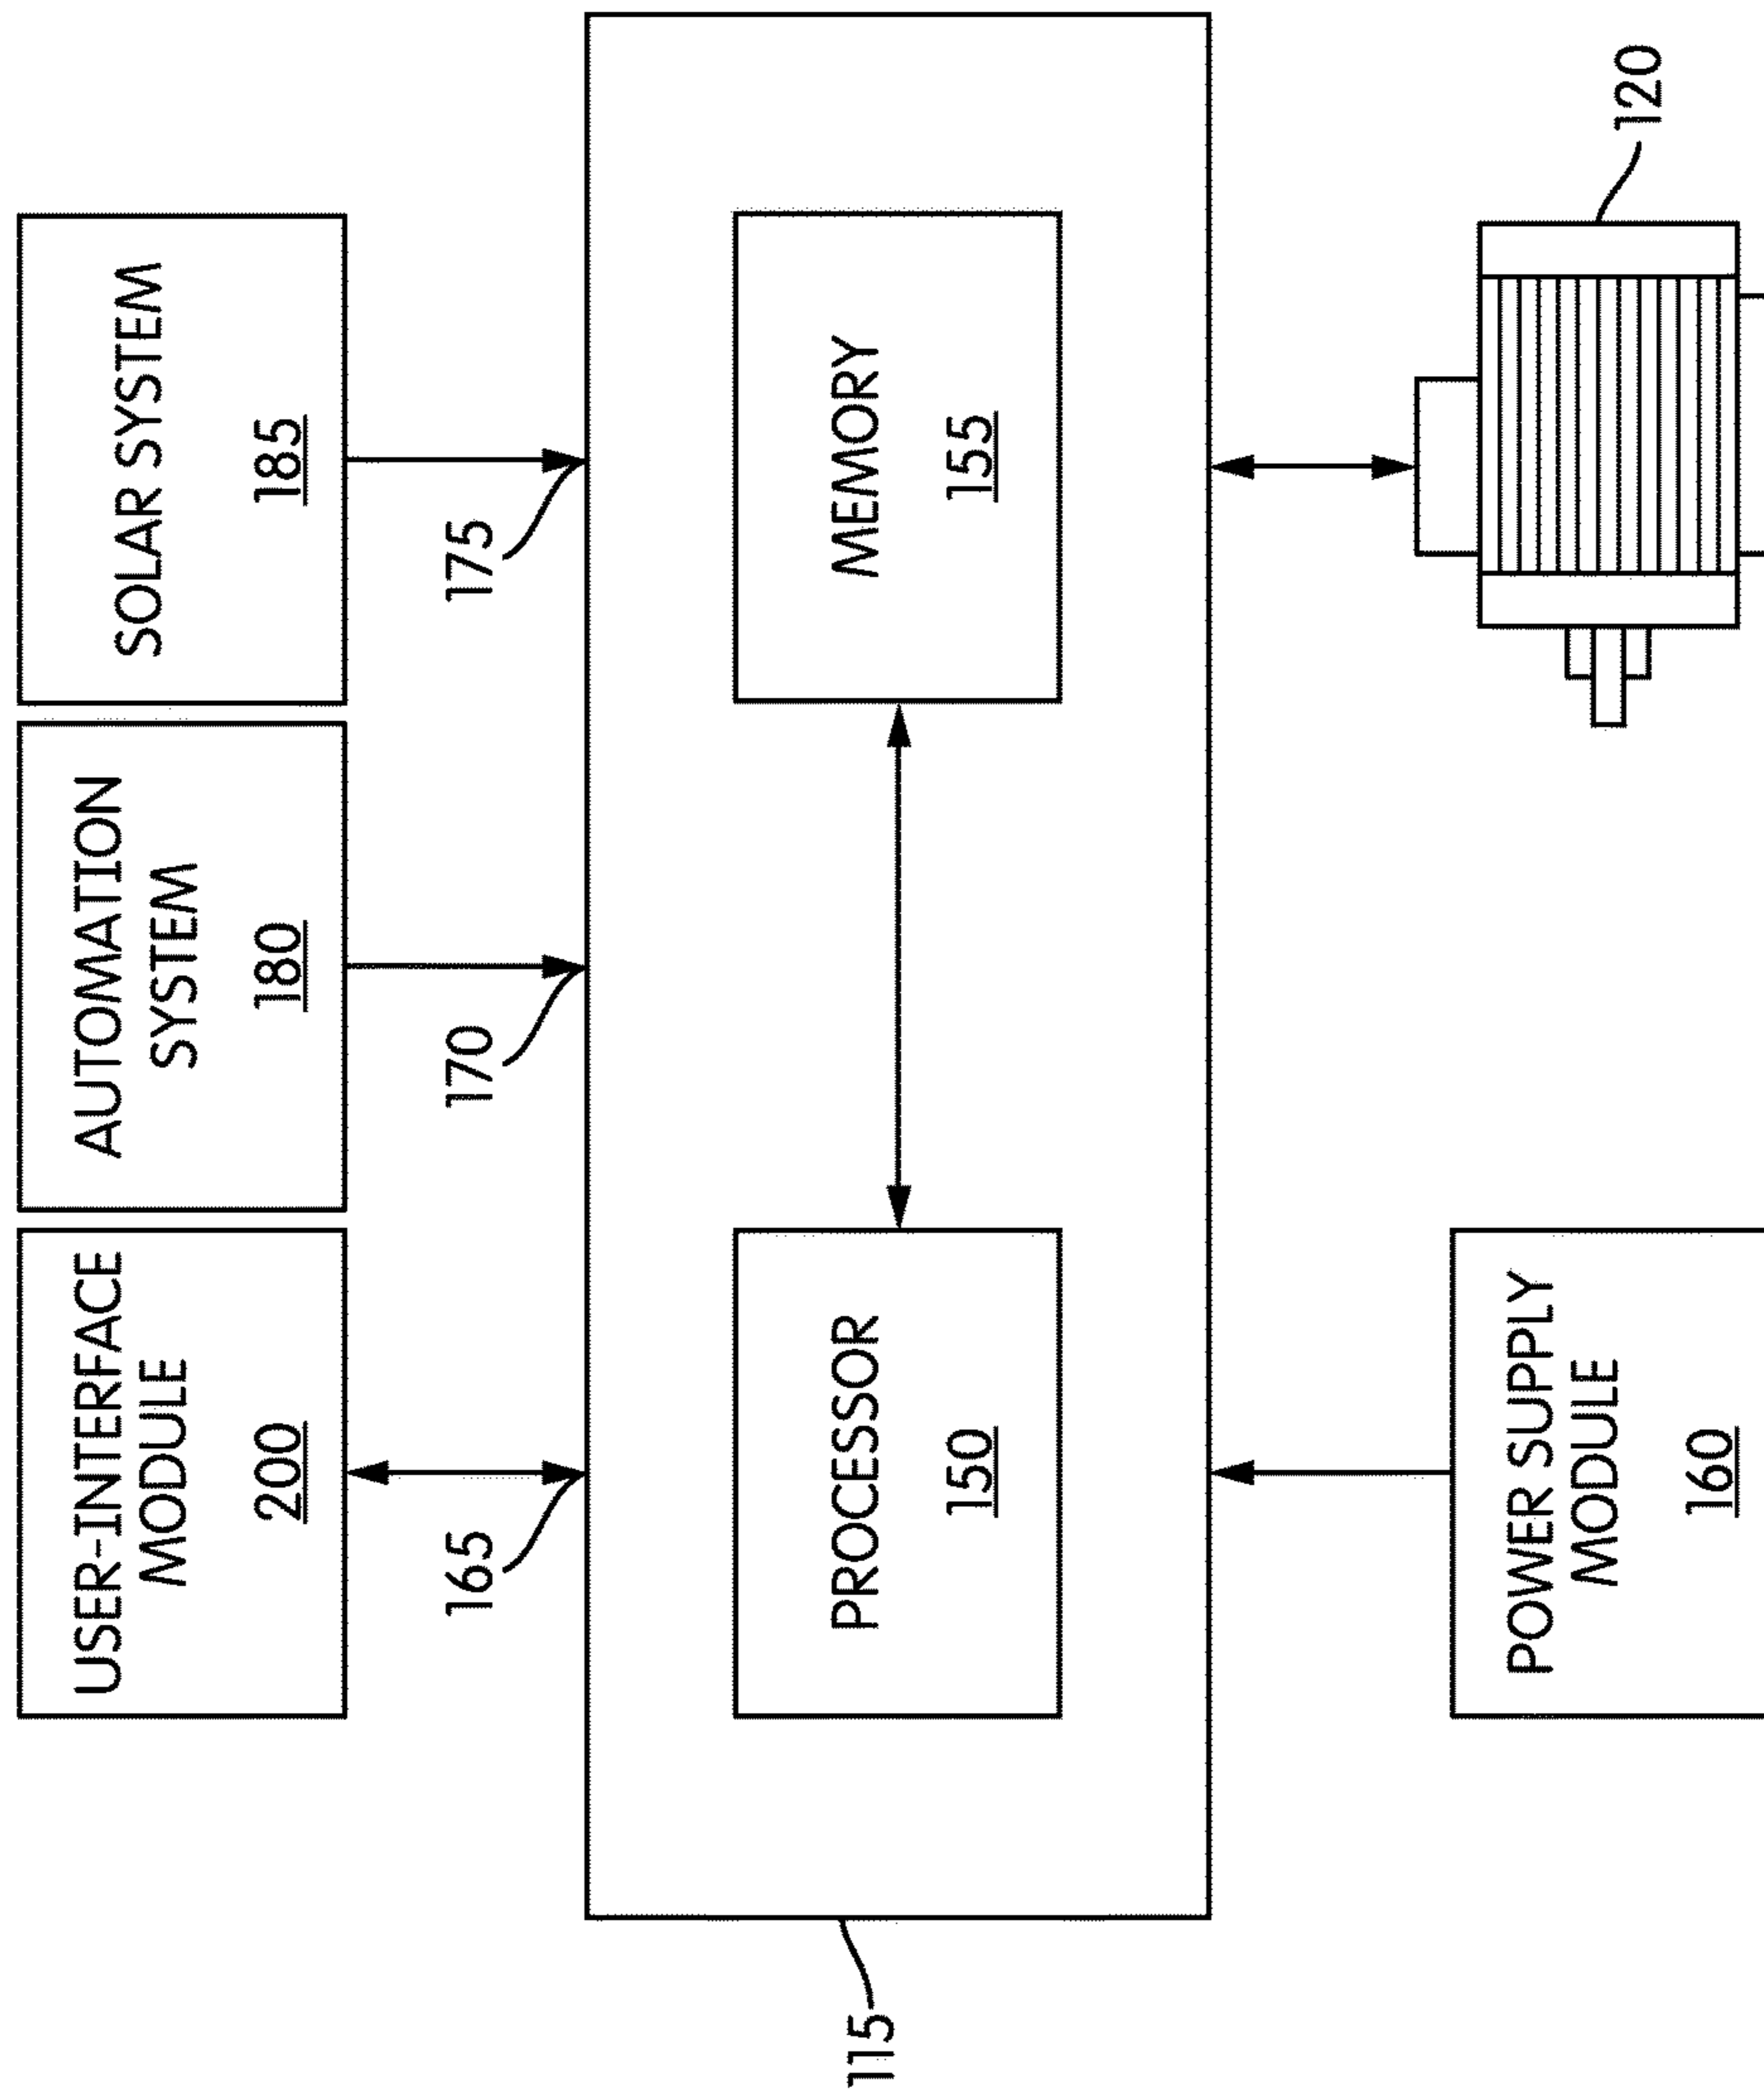 USER-INTERFACE
MODULE
200
AUTOMATION
SYSTEM
180
SOLAR SYSTEM
185
165
170
175
115
PROCESSOR
150
MEMORY
155
POWER SUPPLY
MODULE
160
120